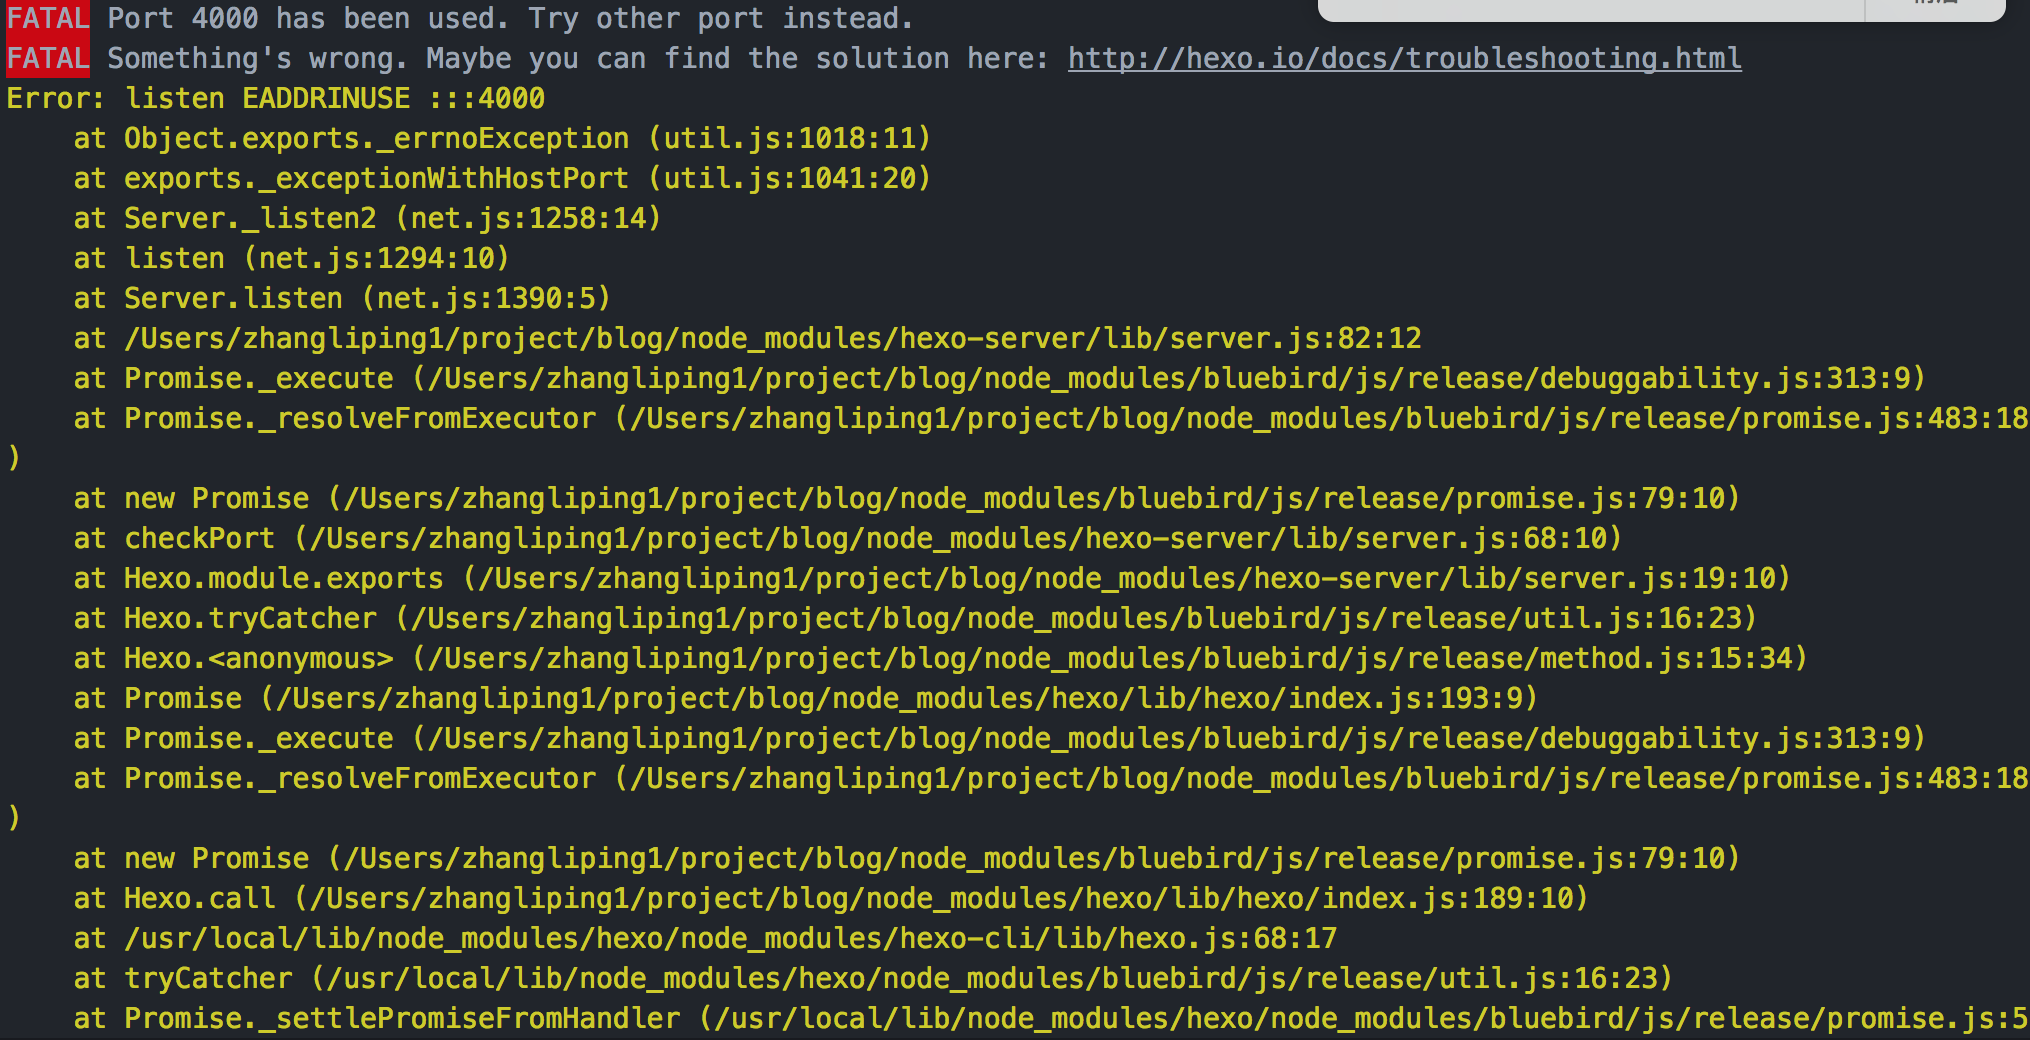 FATAL Port 4000 has been used. Try other port instead.
FATAL Something's wrong. Maybe you can find the solution here: http://hexo.io/docs/troubleshooting.html
Error: listen EADDRINUSE :::4000
    at Object.exports._errnoException (util.js:1018:11)
    at exports._exceptionWithHostPort (util.js:1041:20)
    at Server._listen2 (net.js:1258:14)
    at listen (net.js:1294:10)
    at Server.listen (net.js:1390:5)
    at /Users/zhangliping1/project/blog/node_modules/hexo-server/lib/server.js:82:12
    at Promise._execute (/Users/zhangliping1/project/blog/node_modules/bluebird/js/release/debuggability.js:313:9)
    at Promise._resolveFromExecutor (/Users/zhangliping1/project/blog/node_modules/bluebird/js/release/promise.js:483:18
)
    at new Promise (/Users/zhangliping1/project/blog/node_modules/bluebird/js/release/promise.js:79:10)
    at checkPort (/Users/zhangliping1/project/blog/node_modules/hexo-server/lib/server.js:68:10)
    at Hexo.module.exports (/Users/zhangliping1/project/blog/node_modules/hexo-server/lib/server.js:19:10)
    at Hexo.tryCatcher (/Users/zhangliping1/project/blog/node_modules/bluebird/js/release/util.js:16:23)
    at Hexo.<anonymous> (/Users/zhangliping1/project/blog/node_modules/bluebird/js/release/method.js:15:34)
    at Promise (/Users/zhangliping1/project/blog/node_modules/hexo/lib/hexo/index.js:193:9)
    at Promise._execute (/Users/zhangliping1/project/blog/node_modules/bluebird/js/release/debuggability.js:313:9)
    at Promise._resolveFromExecutor (/Users/zhangliping1/project/blog/node_modules/bluebird/js/release/promise.js:483:18
)
    at new Promise (/Users/zhangliping1/project/blog/node_modules/bluebird/js/release/promise.js:79:10)
    at Hexo.call (/Users/zhangliping1/project/blog/node_modules/hexo/lib/hexo/index.js:189:10)
    at /usr/local/lib/node_modules/hexo/node_modules/hexo-cli/lib/hexo.js:68:17
    at tryCatcher (/usr/local/lib/node_modules/hexo/node_modules/bluebird/js/release/util.js:16:23)
    at Promise._settlePromiseFromHandler (/usr/local/lib/node_modules/hexo/node_modules/bluebird/js/release/promise.js:5